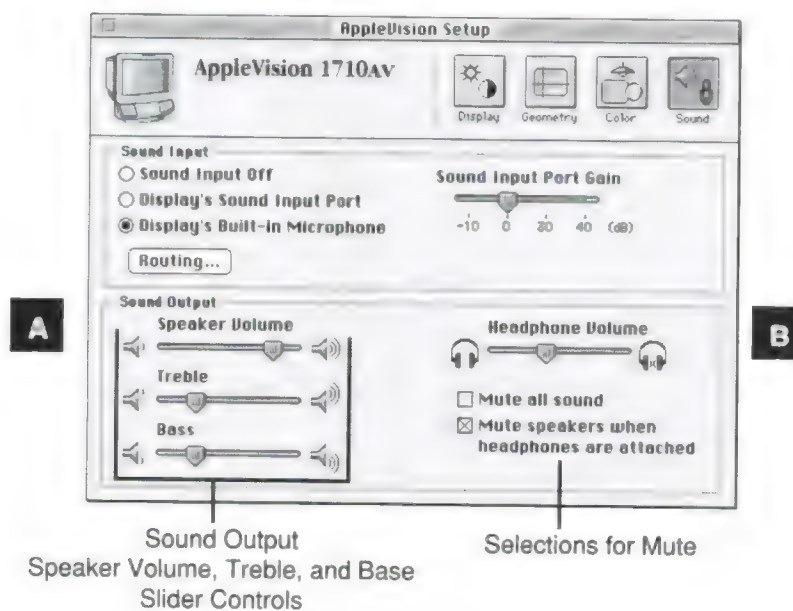 AppleVision Setup
AppleVision 1710AV
Display
Geometry
Color
Sound
Sound Input
Sound Input Off
Display's Sound Input Port
Display's Built-in Microphone
Routing...
Sound Input Port Gain
-10 0 20 40 (dB)
A
B
Sound Output
Speaker Volume
Treble
Bass
Headphone Volume
Mute all sound
Mute speakers when
headphones are attached
Sound Output
Speaker Volume, Treble, and Base
Slider Controls
Selections for Mute